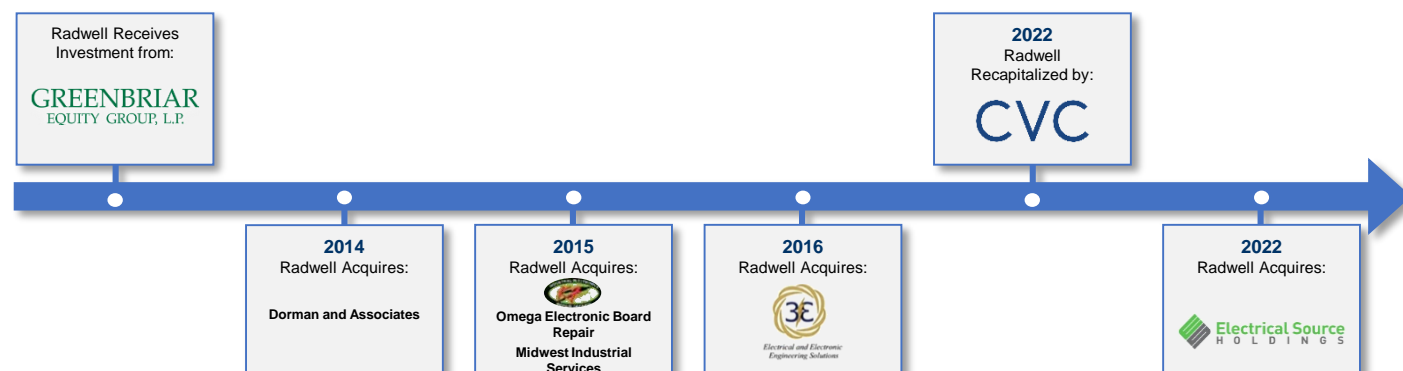 Radwell Receives
Investment from:
GREENBRIAR
EQUITY GROUP, L.P.
2022
Radwell
Recapitalized by:
CVC
2014
Radwell Acquires:
Dorman and Associates
2015
Radwell Acquires:
Omega Electronic Board
Repair
Midwest Industrial
Services
2016
Radwell Acquires:
3E
Electrical and Electronic
Engineering Solutions
2022
Radwell Acquires:
Electrical Source
HOLDINGS